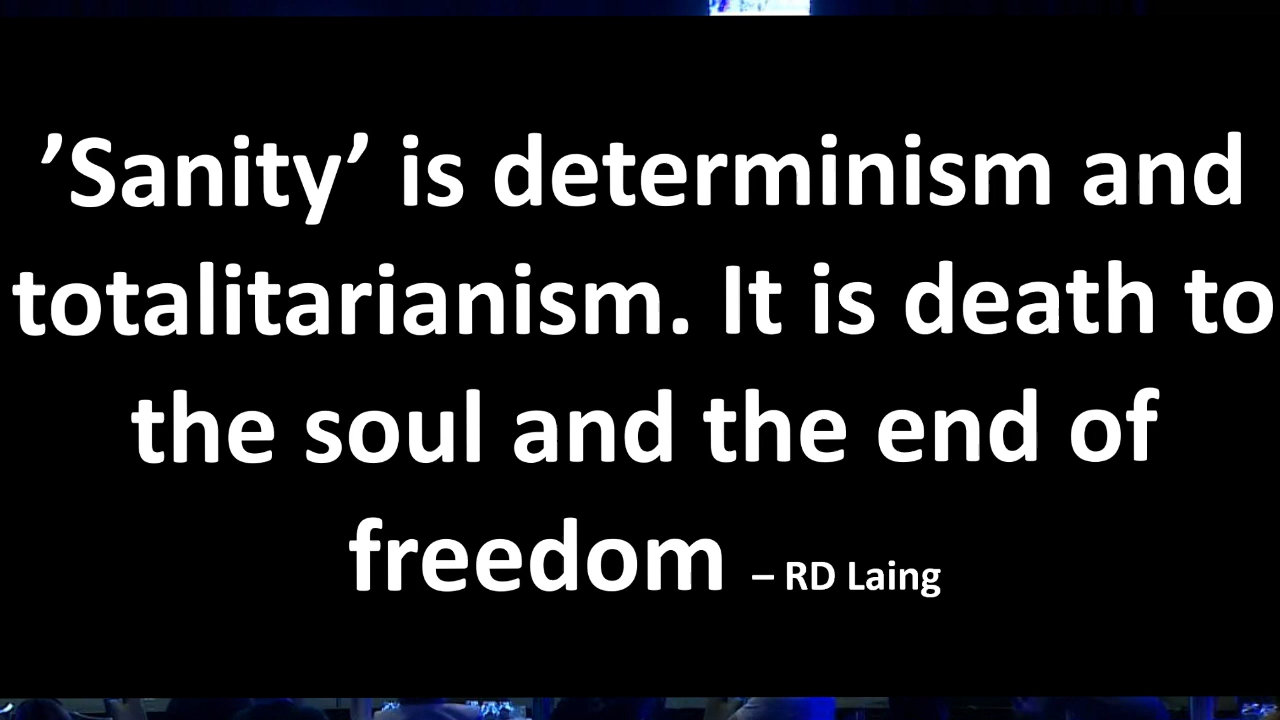 ’Sanity’ is determinism and
totalitarianism. It is death to
the soul and the end of
freedom – RD Laing